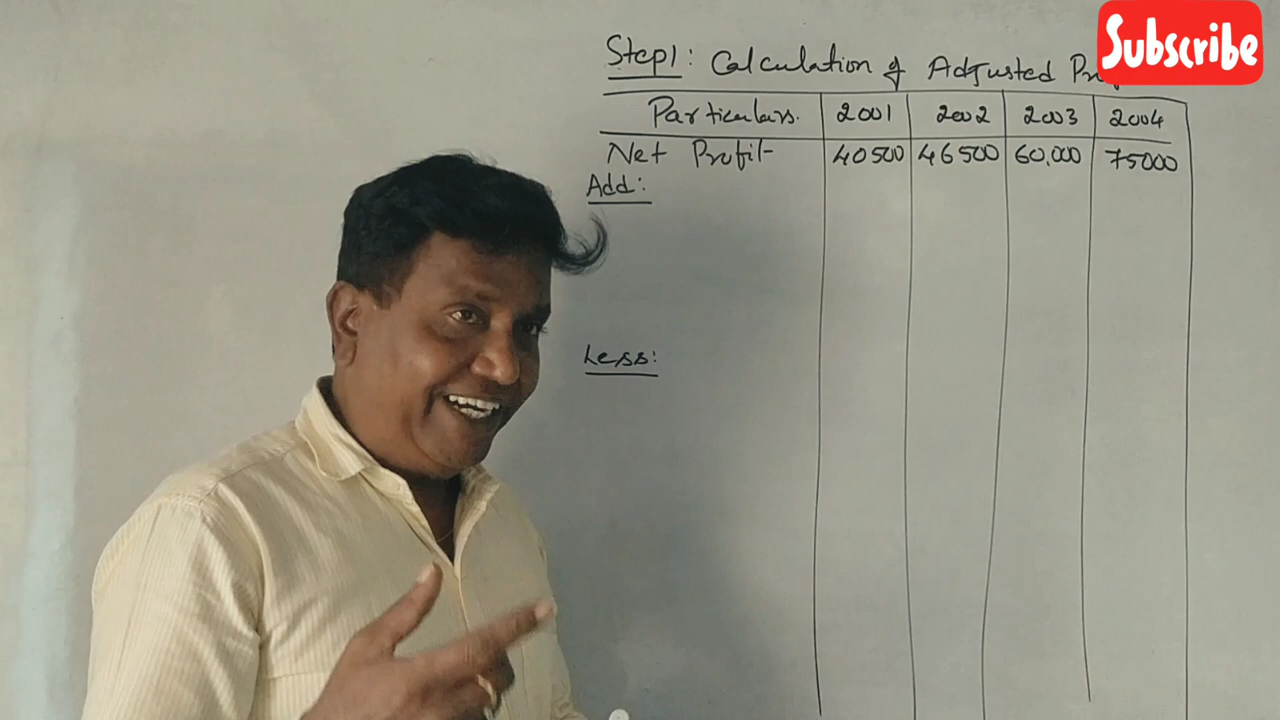 Subscribe
Step1: Calculation of Adjusted
Particulars. 2001 2002 2003 2004
Net Profit 40500 46500 60,000 75000
Add:
Less: